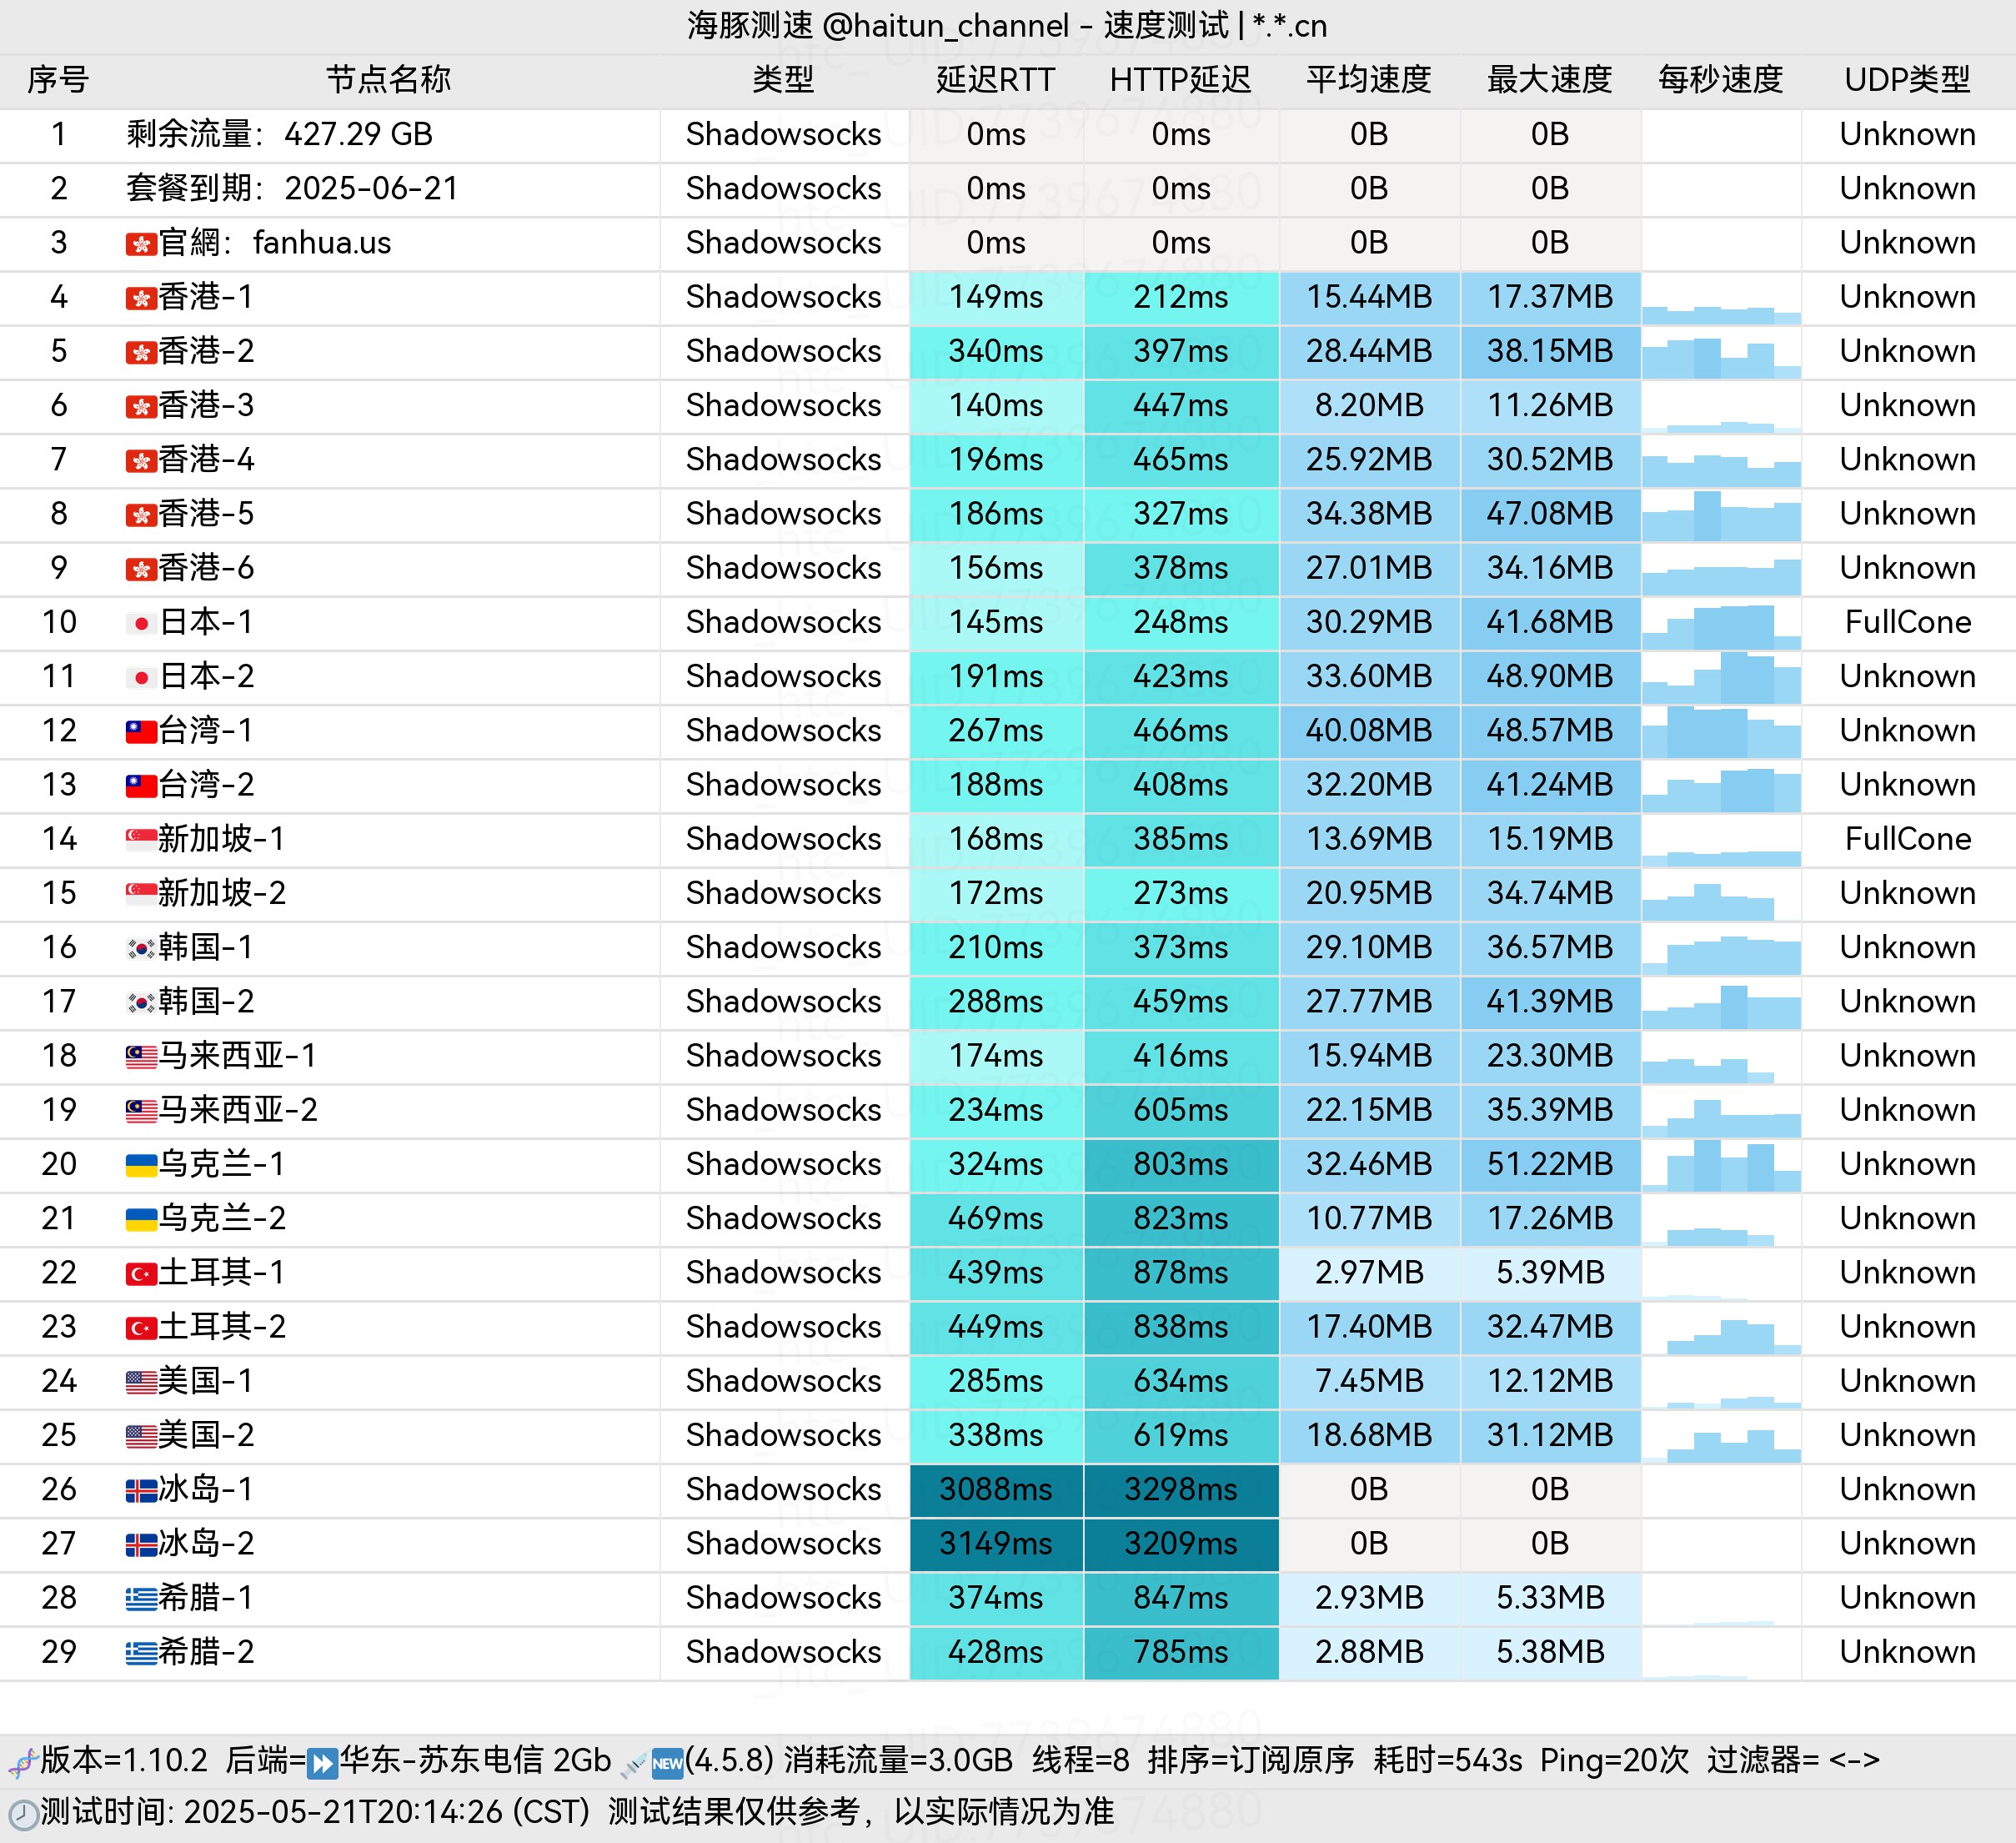 海豚测速 @haitun_channel - 速度测试 | *.*.cn
序号 节点名称 类型 延迟RTT HTTP延迟 平均速度 最大速度 每秒速度 UDP类型
1 剩余流量：427.29 GB Shadowsocks 0ms 0ms 0B 0B Unknown
2 套餐到期：2025-06-21 Shadowsocks 0ms 0ms 0B 0B Unknown
3 🇭🇰官網：fanhua.us Shadowsocks 0ms 0ms 0B 0B Unknown
4 🇭🇰香港-1 Shadowsocks 149ms 212ms 15.44MB 17.37MB Unknown
5 🇭🇰香港-2 Shadowsocks 340ms 397ms 28.44MB 38.15MB Unknown
6 🇭🇰香港-3 Shadowsocks 140ms 447ms 8.20MB 11.26MB Unknown
7 🇭🇰香港-4 Shadowsocks 196ms 465ms 25.92MB 30.52MB Unknown
8 🇭🇰香港-5 Shadowsocks 186ms 327ms 34.38MB 47.08MB Unknown
9 🇭🇰香港-6 Shadowsocks 156ms 378ms 27.01MB 34.16MB Unknown
10 🇯🇵日本-1 Shadowsocks 145ms 248ms 30.29MB 41.68MB FullCone
11 🇯🇵日本-2 Shadowsocks 191ms 423ms 33.60MB 48.90MB Unknown
12 🇹🇼台湾-1 Shadowsocks 267ms 466ms 40.08MB 48.57MB Unknown
13 🇹🇼台湾-2 Shadowsocks 188ms 408ms 32.20MB 41.24MB Unknown
14 🇸🇬新加坡-1 Shadowsocks 168ms 385ms 13.69MB 15.19MB FullCone
15 🇸🇬新加坡-2 Shadowsocks 172ms 273ms 20.95MB 34.74MB Unknown
16 🇰🇷韩国-1 Shadowsocks 210ms 373ms 29.10MB 36.57MB Unknown
17 🇰🇷韩国-2 Shadowsocks 288ms 459ms 27.77MB 41.39MB Unknown
18 🇲🇾马来西亚-1 Shadowsocks 174ms 416ms 15.94MB 23.30MB Unknown
19 🇲🇾马来西亚-2 Shadowsocks 234ms 605ms 22.15MB 35.39MB Unknown
20 🇺🇦乌克兰-1 Shadowsocks 324ms 803ms 32.46MB 51.22MB Unknown
21 🇺🇦乌克兰-2 Shadowsocks 469ms 823ms 10.77MB 17.26MB Unknown
22 🇹🇷土耳其-1 Shadowsocks 439ms 878ms 2.97MB 5.39MB Unknown
23 🇹🇷土耳其-2 Shadowsocks 449ms 838ms 17.40MB 32.47MB Unknown
24 🇺🇸美国-1 Shadowsocks 285ms 634ms 7.45MB 12.12MB Unknown
25 🇺🇸美国-2 Shadowsocks 338ms 619ms 18.68MB 31.12MB Unknown
26 🇮🇸冰岛-1 Shadowsocks 3088ms 3298ms 0B 0B Unknown
27 🇮🇸冰岛-2 Shadowsocks 3149ms 3209ms 0B 0B Unknown
28 🇬🇷希腊-1 Shadowsocks 374ms 847ms 2.93MB 5.33MB Unknown
29 🇬🇷希腊-2 Shadowsocks 428ms 785ms 2.88MB 5.38MB Unknown
🧬版本=1.10.2 后端=⏩华东-苏东电信 2Gb 💉🆕(4.5.8) 消耗流量=3.0GB 线程=8 排序=订阅原序 耗时=543s Ping=20次 过滤器= <->
🕗测试时间: 2025-05-21T20:14:26 (CST) 测试结果仅供参考，以实际情况为准